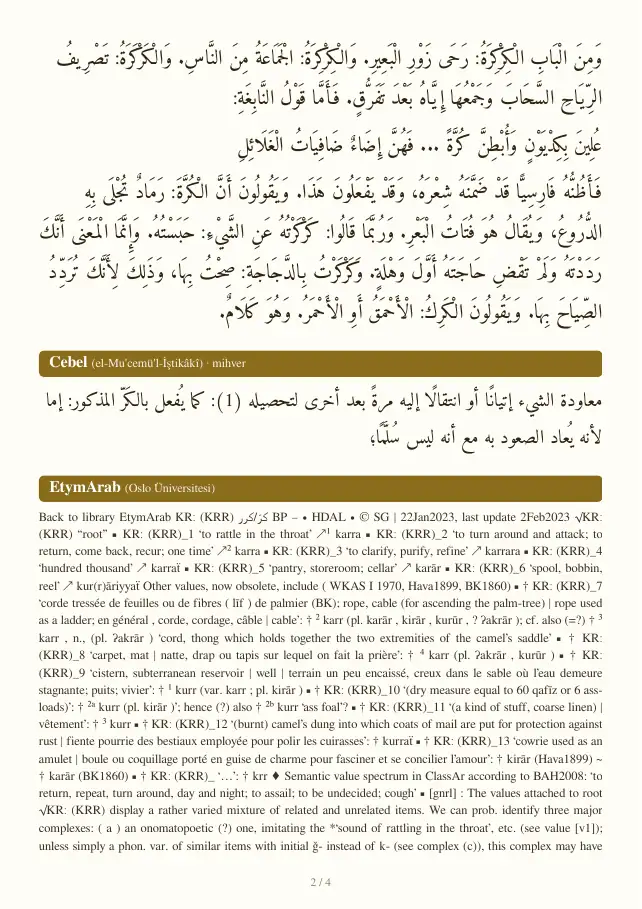 وَمِنَ الْبَابِ الْكِرْكِرَةُ: رَحَى زَوْرِ الْبَعِيرِ. وَالْكِرْكِرَةُ: الْجَمَاعَةُ مِنَ النَّاسِ. وَالْكَرْكَرَةُ: تَصْرِيفُ
الرِّيَاحِ السَّحَابَ وَجَمْعُهَا إِيَّاهُ بَعْدَ تَفَرُّقٍ. فَأَمَّا قَوْلُ النَّابِغَةِ:
عُلِينَ بِكِدْيَوْنٍ وَأُبْطِنَّ كُرَّةً ... فَهُنَّ إِضَاءٌ ضَافِيَاتُ الْغَلَائِلِ
فَأَظُنُّهُ فَارِسِيًّا قَدْ ضَمَّنَهُ شِعْرَهُ، وَقَدْ يَفْعَلُونَ هَذَا. وَيَقُولُونَ أَنَّ الْكُرَّةَ: رَمَادٌ تُجْلَى بِهِ
الدُّرُوعُ، وَيُقَالُ هُوَ فُتَاتُ الْبَعْرِ. وَرُبَّمَا قَالُوا: كَرْكَرْتُهُ عَنِ الشَّيْءِ: حَبَسْتُهُ. وَإِنَّمَا الْمَعْنَى أَنَّكَ
رَدَدْتَهُ وَلَمْ تَقْضِ حَاجَتَهُ أَوَّلَ وَهْلَةٍ. وَكَرْكَرْتُ بِالدَّجَاجَةِ: صِحْتُ بِهَا، وَذَلِكَ لِأَنَّكَ تُرَدِّدُ
الصِّيَاحَ بِهَا. وَيَقُولُونَ الْكَرِكُ: الْأَحْمَقُ أَوِ الْأَحْمَرُ. وَهُوَ كَلَامٌ.
Cebel (el-Mu'cemü'l-İştikâkî) · mihver
معاودة الشيء إتيانًا أو انتقالًا إليه مرةً بعد أخرى لتحصيله (1): كما يُفعل بالكَرّ المذكور: إما
لأنه يُعاد الصعود به مع أنه ليس سُلَّمًا؛
EtymArab (Oslo Üniversitesi)
Back to library EtymArab KR: (KRR) كرّ/كرر BP – • HDAL • © SG | 22Jan2023, last update 2Feb2023 √KR:
(KRR) “root” ▪ KR: (KRR)_1 ‘to rattle in the throat’ ↗¹ karra ▪ KR: (KRR)_2 ‘to turn around and attack; to
return, come back, recur; one time’ ↗² karra ▪ KR: (KRR)_3 ‘to clarify, purify, refine’ ↗ karrara ▪ KR: (KRR)_4
‘hundred thousand’ ↗ karraẗ ▪ KR: (KRR)_5 ‘pantry, storeroom; cellar’ ↗ karār ▪ KR: (KRR)_6 ‘spool, bobbin,
reel’ ↗ kur(r)āriyyaẗ Other values, now obsolete, include ( WKAS I 1970, Hava1899, BK1860) ▪ † KR: (KRR)_7
‘corde tressée de feuilles ou de fibres ( līf ) de palmier (BK); rope, cable (for ascending the palm-tree) | rope used
as a ladder; en général , corde, cordage, câble | cable’: † ² karr (pl. karār , kirār , kurūr , ? ʔakrār ); cf. also (=?) † ³
karr , n., (pl. ʔakrār ) ‘cord, thong which holds together the two extremities of the camel’s saddle’ ▪ † KR:
(KRR)_8 ‘carpet, mat | natte, drap ou tapis sur lequel on fait la prière’: † ⁴ karr (pl. ʔakrār , kurūr ) ▪ † KR:
(KRR)_9 ‘cistern, subterranean reservoir | well | terrain un peu encaissé, creux dans le sable où l’eau demeure
stagnante; puits; vivier’: † ¹ kurr (var. karr ; pl. kirār ) ▪ † KR: (KRR)_10 ‘(dry measure equal to 60 qafīz or 6 ass-
loads)’: † ²ᵃ kurr (pl. kirār )’; hence (?) also † ²ᵇ kurr ‘ass foal’? ▪ † KR: (KRR)_11 ‘(a kind of stuff, coarse linen) |
vêtement’: † ³ kurr ▪ † KR: (KRR)_12 ‘(burnt) camel’s dung into which coats of mail are put for protection against
rust | fiente pourrie des bestiaux employée pour polir les cuirasses’: † kurraẗ ▪ † KR: (KRR)_13 ‘cowrie used as an
amulet | boule ou coquillage porté en guise de charme pour fasciner et se concilier l’amour’: † kirār (Hava1899) ~
† karār (BK1860) ▪ † KR: (KRR)_ ‘…’: † krr ♦ Semantic value spectrum in ClassAr according to BAH2008: ‘to
return, repeat, turn around, day and night; to assail; to be undecided; cough’ ▪ [gnrl] : The values attached to root
√KR: (KRR) display a rather varied mixture of related and unrelated items. We can prob. identify three major
complexes: ( a ) an onomatopoetic (?) one, imitating the *‘sound of rattling in the throat’, etc. (see value [v1]);
unless simply a phon. var. of similar items with initial ǧ- instead of k- (see complex (c)), this complex may have
2 / 4